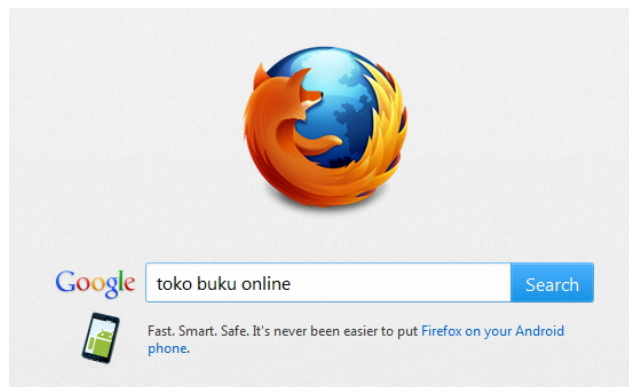 Google toko buku online Search
Fast. Smart. Safe. It's never been easier to put Firefox on your Android
phone.